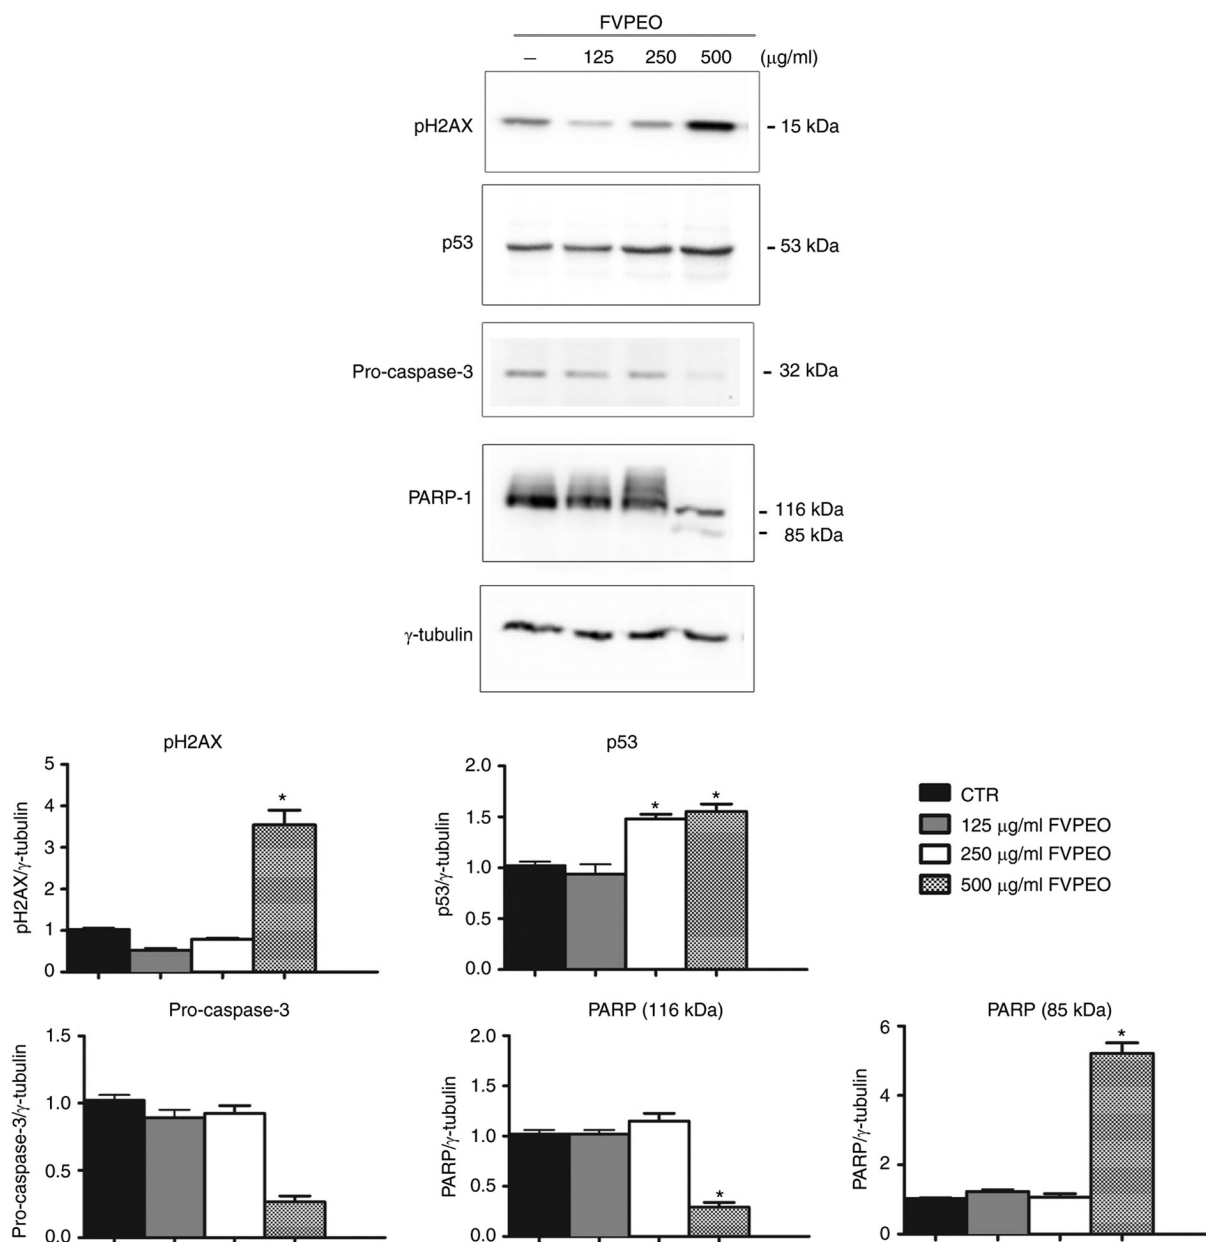 FVPEO
– 125 250 500 (μg/ml)
pH2AX - 15 kDa
p53 - 53 kDa
Pro-caspase-3 - 32 kDa
PARP-1 - 116 kDa
- 85 kDa
γ-tubulin
pH2AX
pH2AX/γ-tubulin
5
4
3
2
1
0
*
p53
p53/γ-tubulin
2.0
1.5
1.0
0.5
0.0
* *
CTR
125 μg/ml FVPEO
250 μg/ml FVPEO
500 μg/ml FVPEO
Pro-caspase-3
Pro-caspase-3/γ-tubulin
1.5
1.0
0.5
0.0
PARP (116 kDa)
PARP/γ-tubulin
2.0
1.5
1.0
0.5
0.0
*
PARP (85 kDa)
PARP/γ-tubulin
6
4
2
0
*